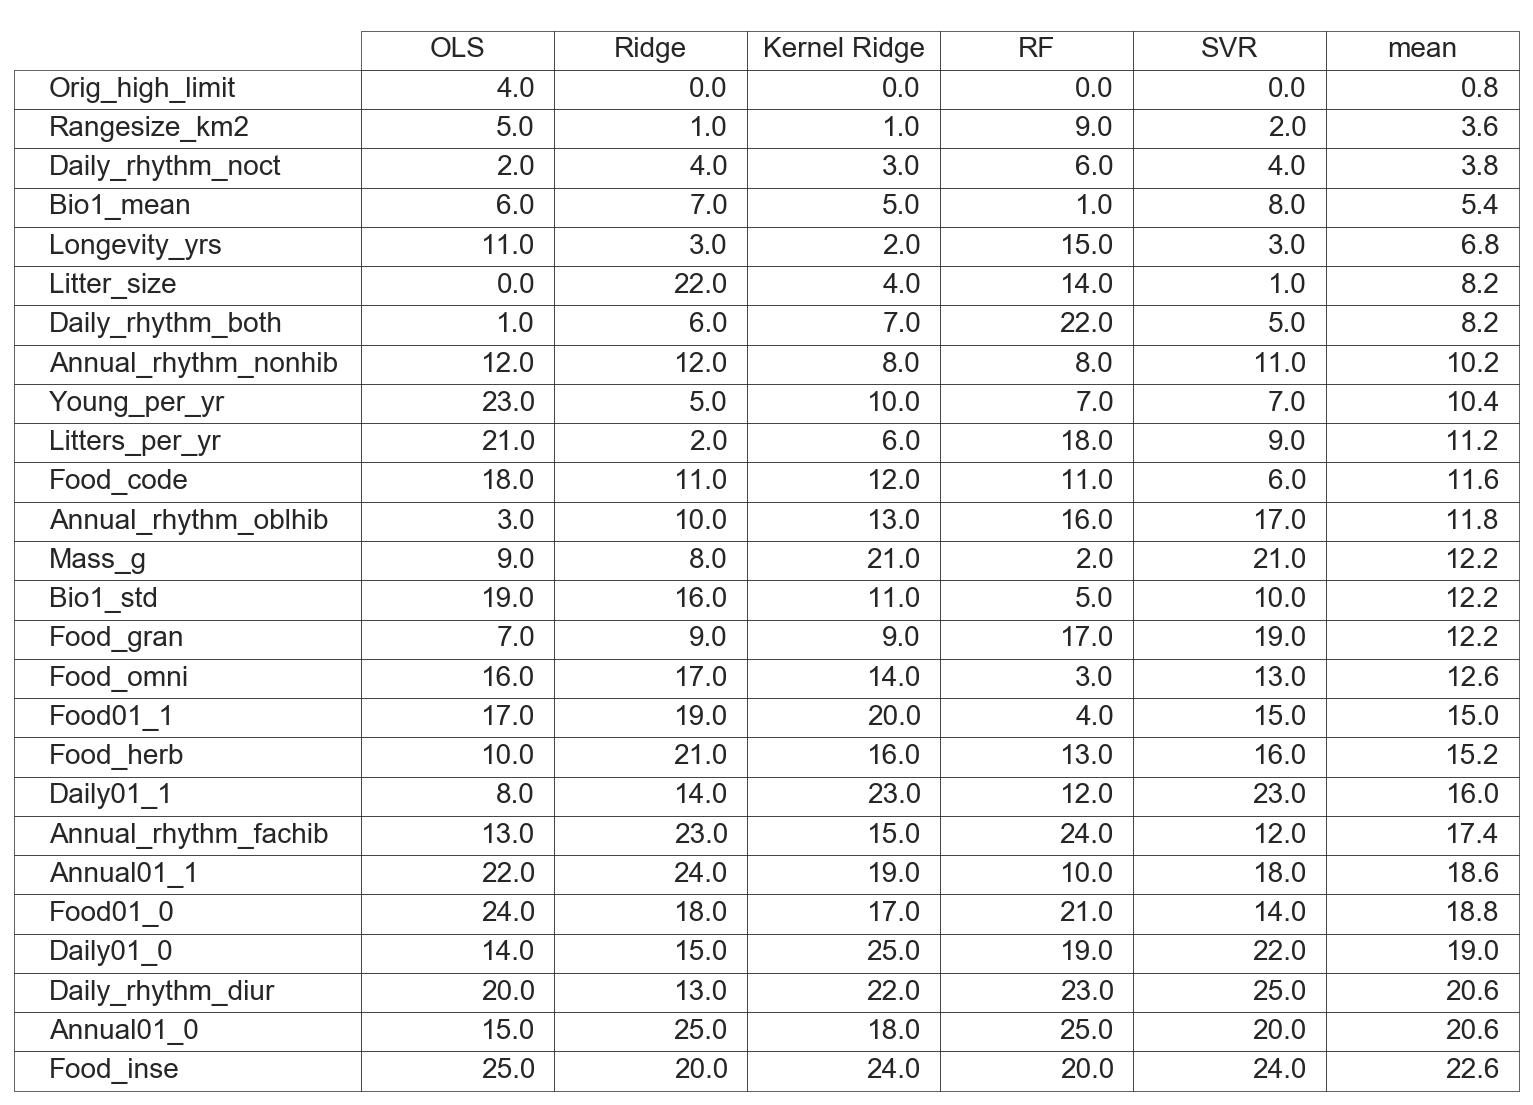 OLS Ridge Kernel Ridge RF SVR mean
Orig_high_limit 4.0 0.0 0.0 0.0 0.0 0.8
Rangesize_km2 5.0 1.0 1.0 9.0 2.0 3.6
Daily_rhythm_noct 2.0 4.0 3.0 6.0 4.0 3.8
Bio1_mean 6.0 7.0 5.0 1.0 8.0 5.4
Longevity_yrs 11.0 3.0 2.0 15.0 3.0 6.8
Litter_size 0.0 22.0 4.0 14.0 1.0 8.2
Daily_rhythm_both 1.0 6.0 7.0 22.0 5.0 8.2
Annual_rhythm_nonhib 12.0 12.0 8.0 8.0 11.0 10.2
Young_per_yr 23.0 5.0 10.0 7.0 7.0 10.4
Litters_per_yr 21.0 2.0 6.0 18.0 9.0 11.2
Food_code 18.0 11.0 12.0 11.0 6.0 11.6
Annual_rhythm_oblhib 3.0 10.0 13.0 16.0 17.0 11.8
Mass_g 9.0 8.0 21.0 2.0 21.0 12.2
Bio1_std 19.0 16.0 11.0 5.0 10.0 12.2
Food_gran 7.0 9.0 9.0 17.0 19.0 12.2
Food_omni 16.0 17.0 14.0 3.0 13.0 12.6
Food01_1 17.0 19.0 20.0 4.0 15.0 15.0
Food_herb 10.0 21.0 16.0 13.0 16.0 15.2
Daily01_1 8.0 14.0 23.0 12.0 23.0 16.0
Annual_rhythm_fachib 13.0 23.0 15.0 24.0 12.0 17.4
Annual01_1 22.0 24.0 19.0 10.0 18.0 18.6
Food01_0 24.0 18.0 17.0 21.0 14.0 18.8
Daily01_0 14.0 15.0 25.0 19.0 22.0 19.0
Daily_rhythm_diur 20.0 13.0 22.0 23.0 25.0 20.6
Annual01_0 15.0 25.0 18.0 25.0 20.0 20.6
Food_inse 25.0 20.0 24.0 20.0 24.0 22.6